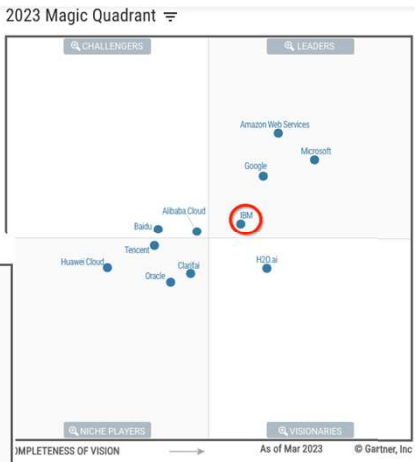 2023 Magic Quadrant
CHALLENGERS
LEADERS
Amazon Web Services
Microsoft
Google
Alibaba Cloud
IBM
Baidu
Tencent
Huawei Cloud
Clarifai
Oracle
H2O.ai
NICHE PLAYERS
VISIONARIES
OMPLETENESS OF VISION
As of Mar 2023
© Gartner, Inc